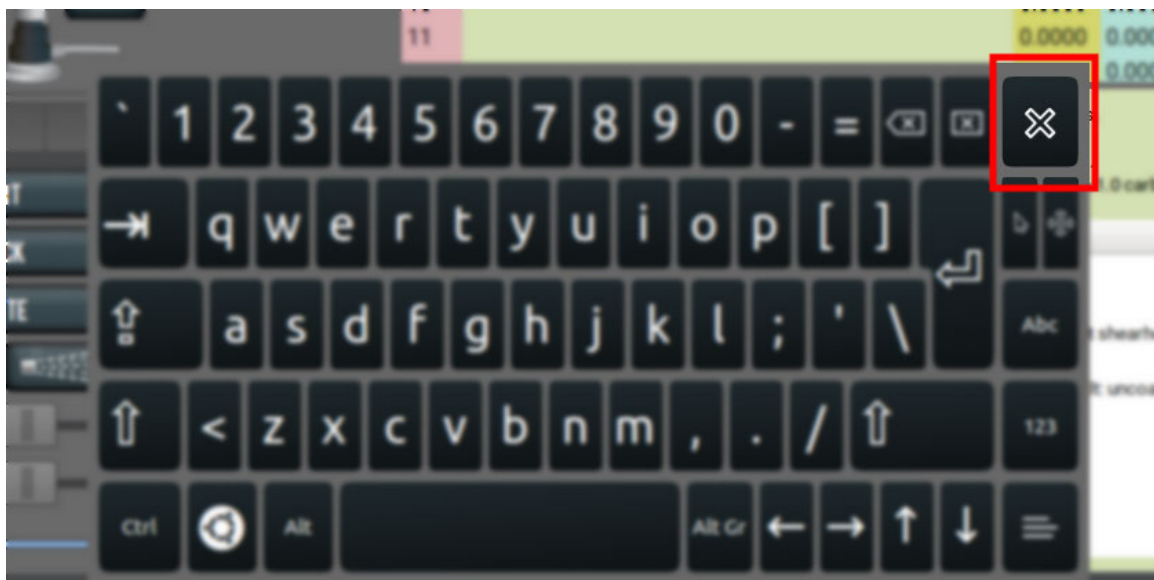 11
0.0000
` 1 2 3 4 5 6 7 8 9 0 - =
q w e r t y u i o p [ ]
a s d f g h j k l ; ' \ Abc
< z x c v b n m , . / 123
Ctrl Alt Alt Gr